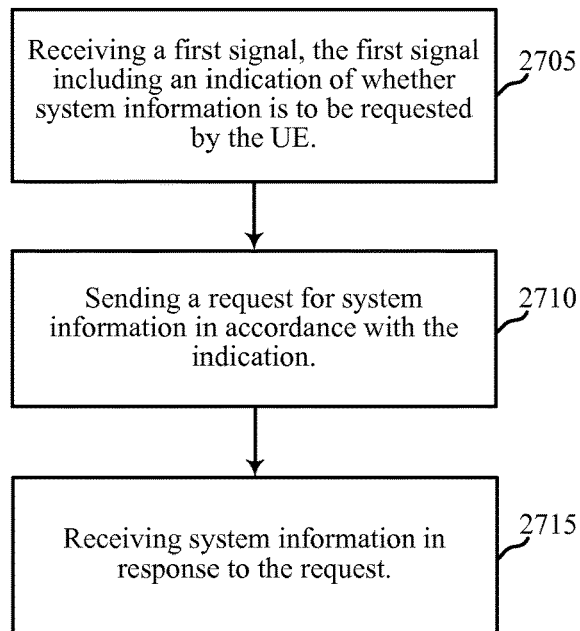 Receiving a first signal, the first signal
including an indication of whether
system information is to be requested
by the UE.
2705
Sending a request for system
information in accordance with the
indication.
2710
Receiving system information in
response to the request.
2715